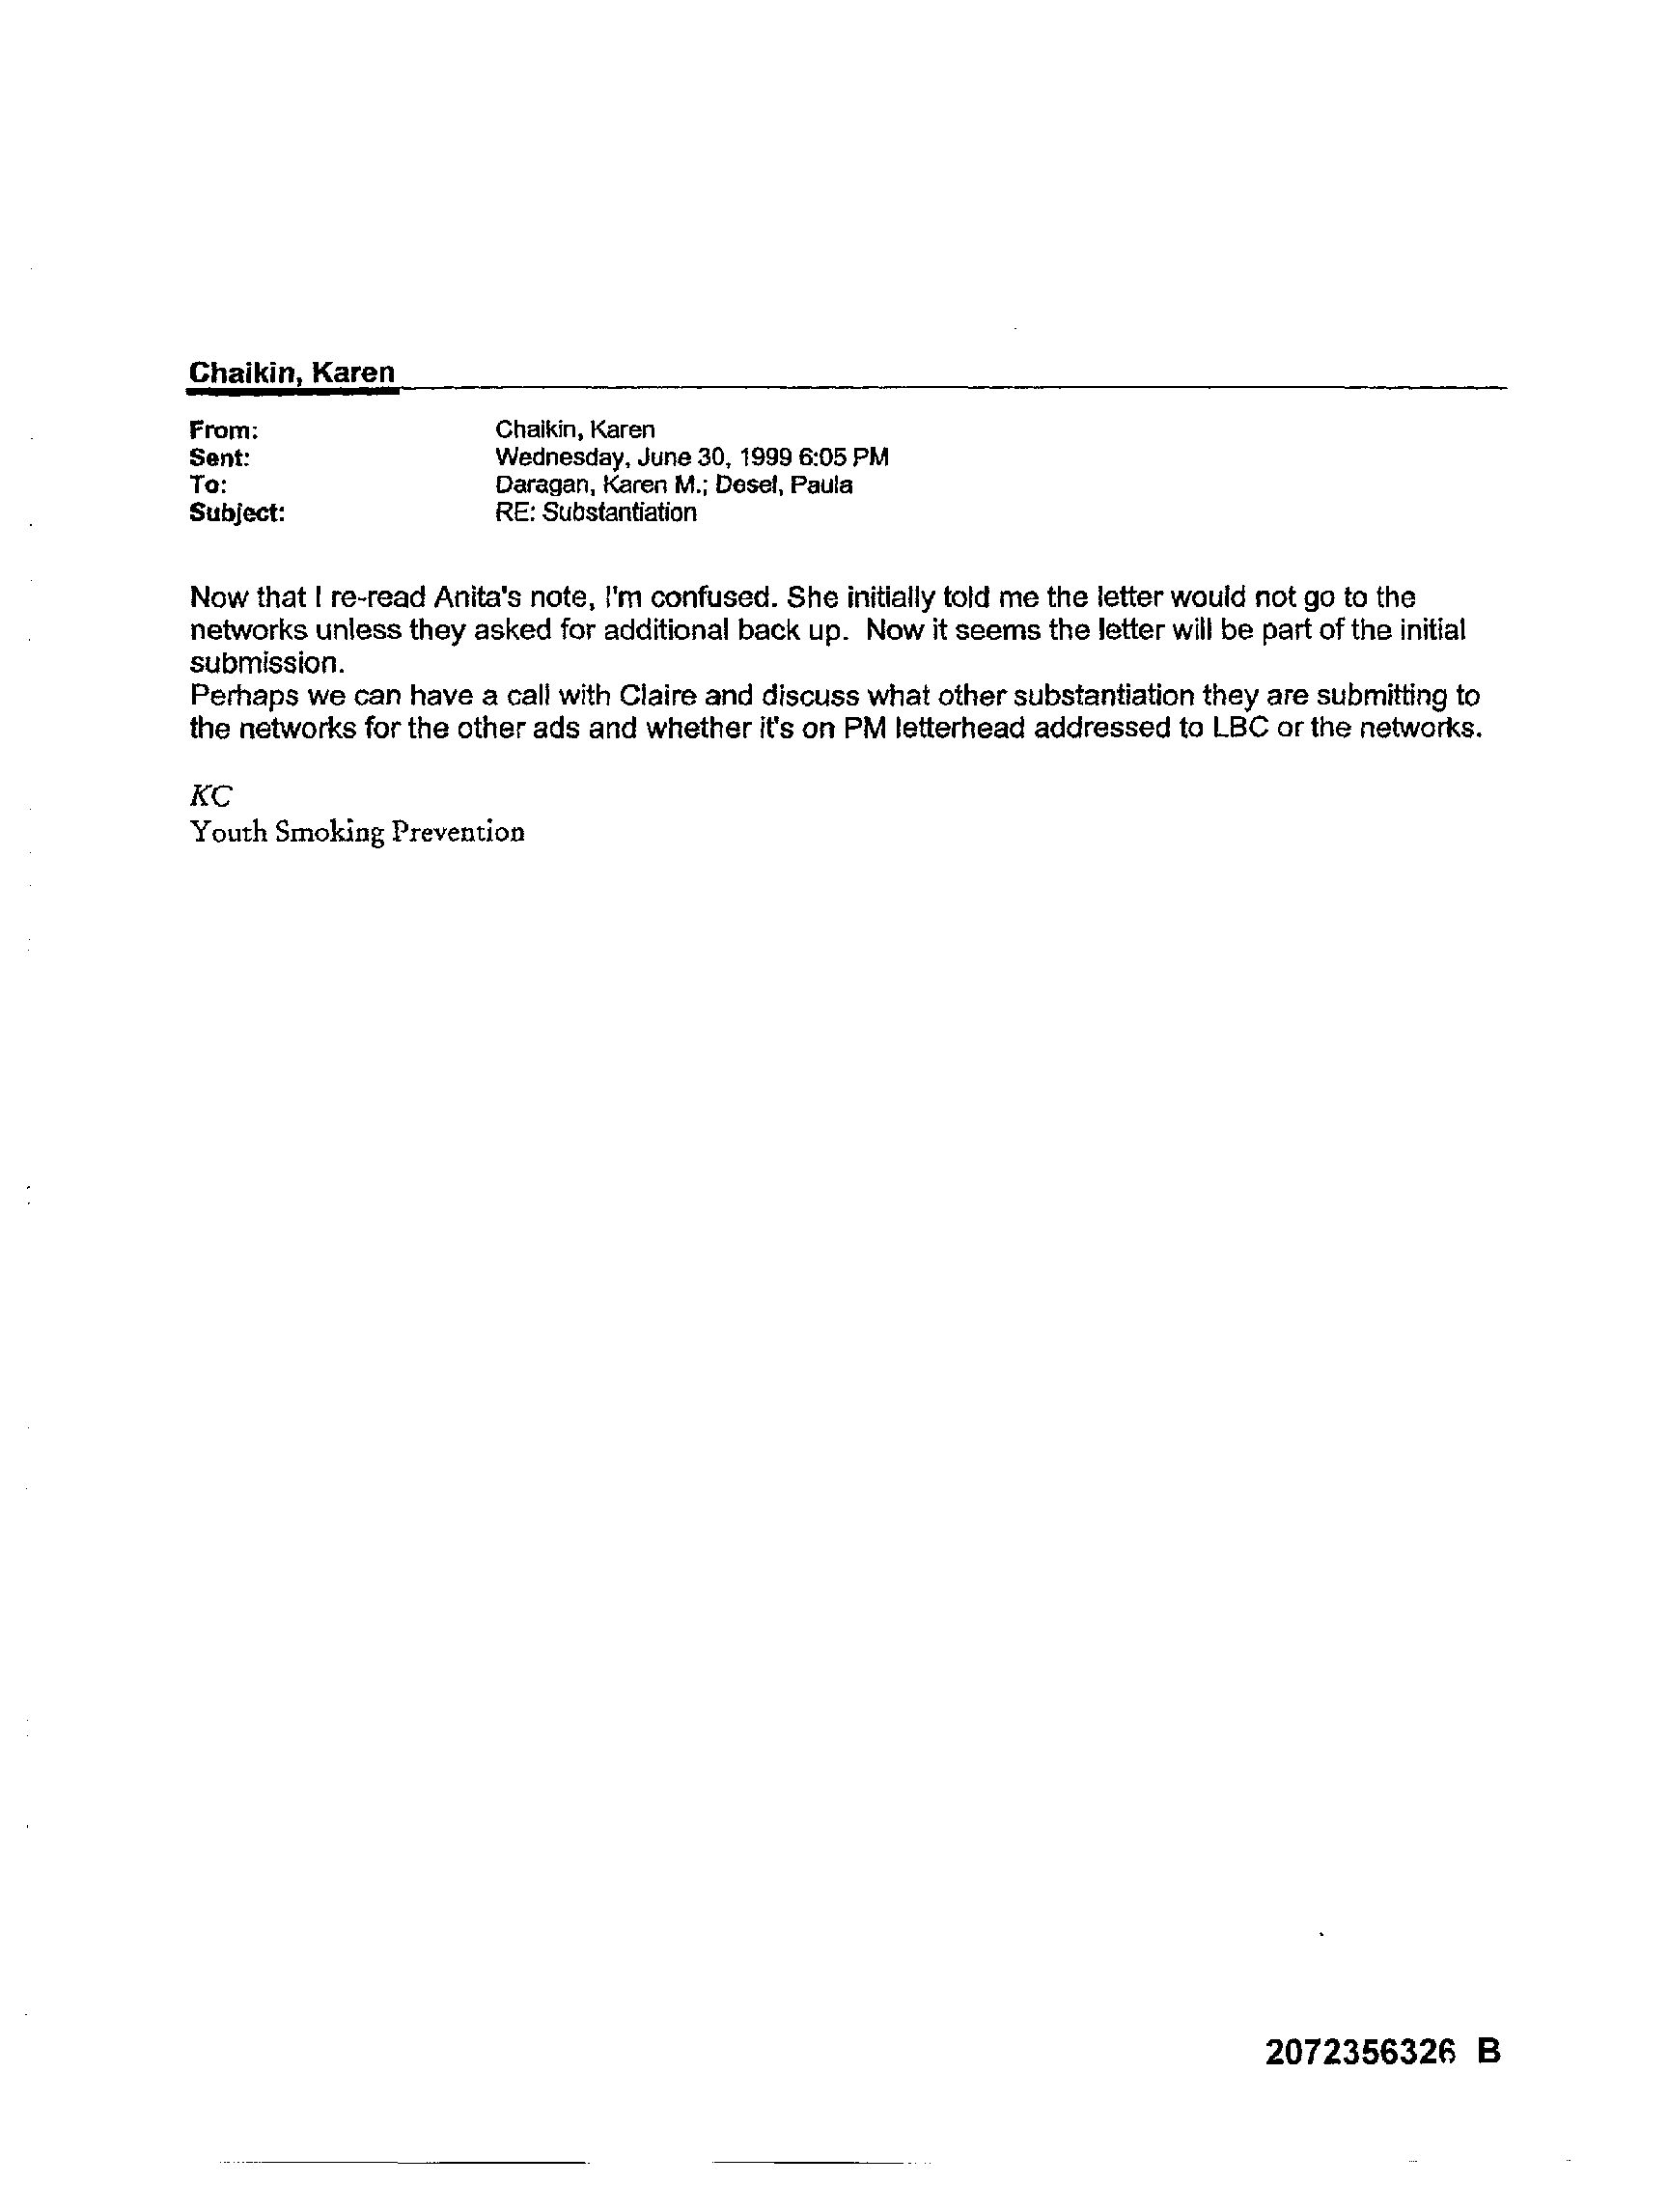 Chaikin, Karen
From: Chaikin, Karen
Sent: Wednesday, June 30, 1999 6:05 PM
To: Daragan, Karen M.; Desel, Paula
Subject: RE: Substantiation
Now that I re-read Anita's note, I'm confused. She initially told me the letter would not go to the
networks unless they asked for additional back up. Now it seems the letter will be part of the initial
submission.
Perhaps we can have a call with Claire and discuss what other substantiation they are submitting to
the networks for the other ads and whether it's on PM letterhead addressed to LBC or the networks.
KC
Youth Smoking Prevention
2072356326 B